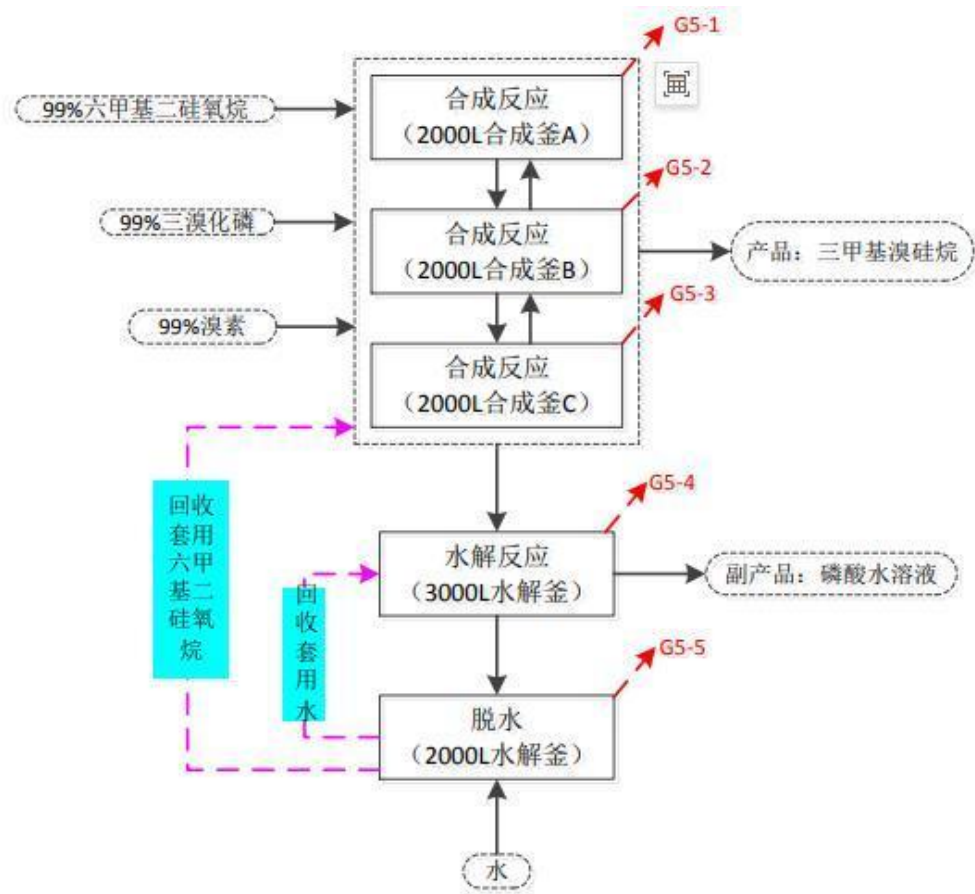 G5-1
99%六甲基二硅氧烷
合成反应
（2000L合成釜A）
G5-2
99%三溴化磷
合成反应
（2000L合成釜B）
产品：三甲基溴硅烷
G5-3
99%溴素
合成反应
（2000L合成釜C）
G5-4
回收
套用
六甲
基二
硅氧
烷
水解反应
（3000L水解釜）
副产品：磷酸水溶液
回
收
套
用
水
G5-5
脱水
（2000L水解釜）
水